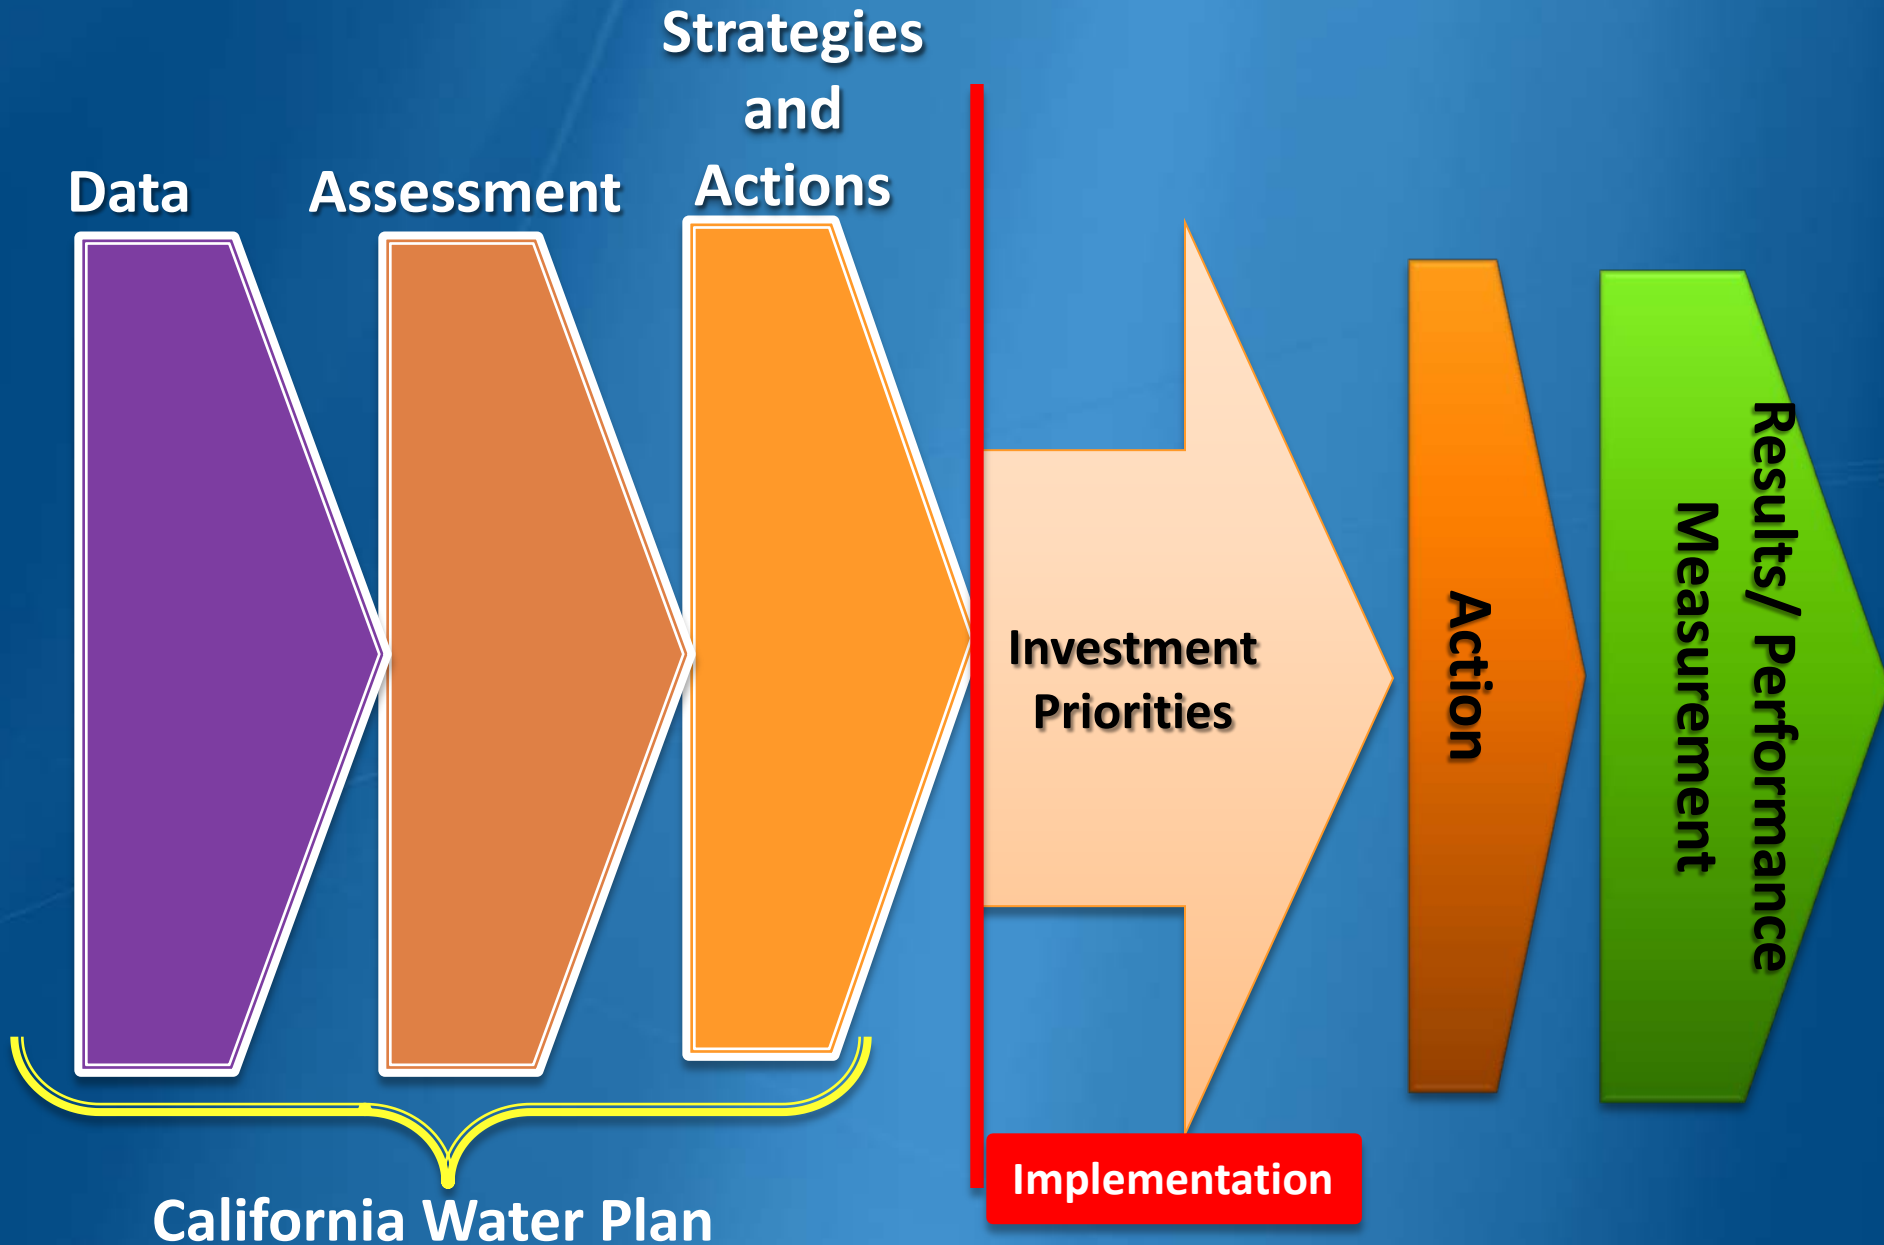 Strategies
and
Actions
Data
Assessment
Investment
Priorities
Action
Results/ Performance
Measurement
Implementation
California Water Plan